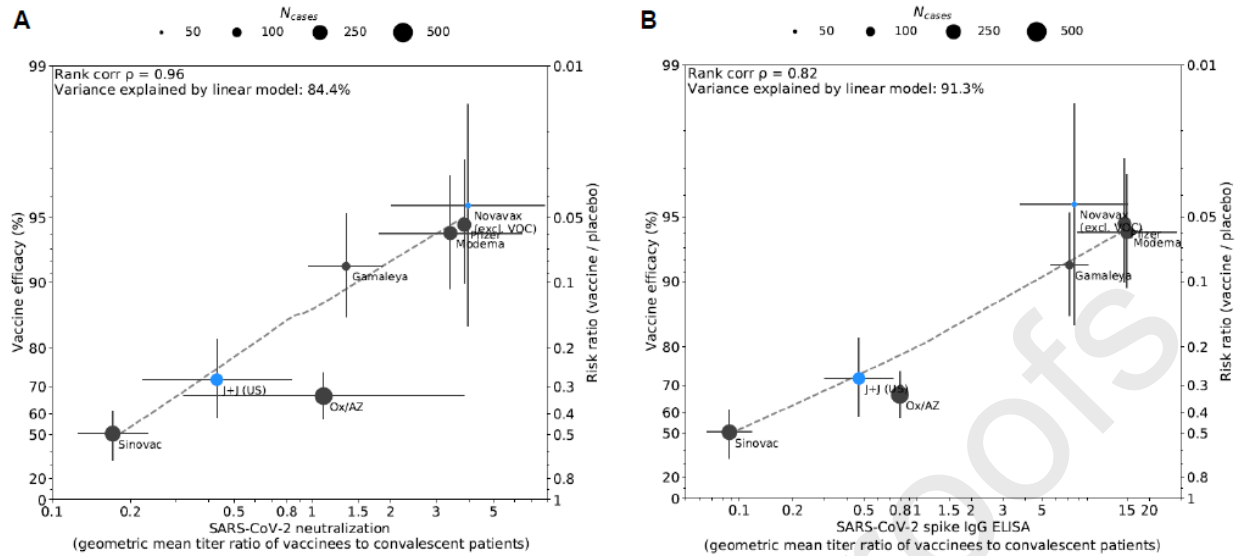 A
N_cases
50 100 250 500
Rank corr ρ = 0.96
Variance explained by linear model: 84.4%
99
95
90
80
70
60
50
20
0
Vaccine efficacy (%)
Novavax
(excl. VOC)
Pfizer
Moderna
Gamaleya
J+J (US)
Ox/AZ
Sinovac
0.01
0.05
0.1
0.2
0.3
0.4
0.5
0.8
1
Risk ratio (vaccine / placebo)
0.1 0.2 0.5 0.8 1 1.5 2 3 5
SARS-CoV-2 neutralization
(geometric mean titer ratio of vaccinees to convalescent patients)
B
N_cases
50 100 250 500
Rank corr ρ = 0.82
Variance explained by linear model: 91.3%
99
95
90
80
70
60
50
20
0
Vaccine efficacy (%)
Novavax
(excl. VOC)
Pfizer
Moderna
Gamaleya
J+J (US)
Ox/AZ
Sinovac
0.01
0.05
0.1
0.2
0.3
0.4
0.5
0.8
1
Risk ratio (vaccine / placebo)
0.1 0.2 0.5 0.8 1 1.5 2 3 5 15 20
SARS-CoV-2 spike IgG ELISA
(geometric mean titer ratio of vaccinees to convalescent patients)
oofs